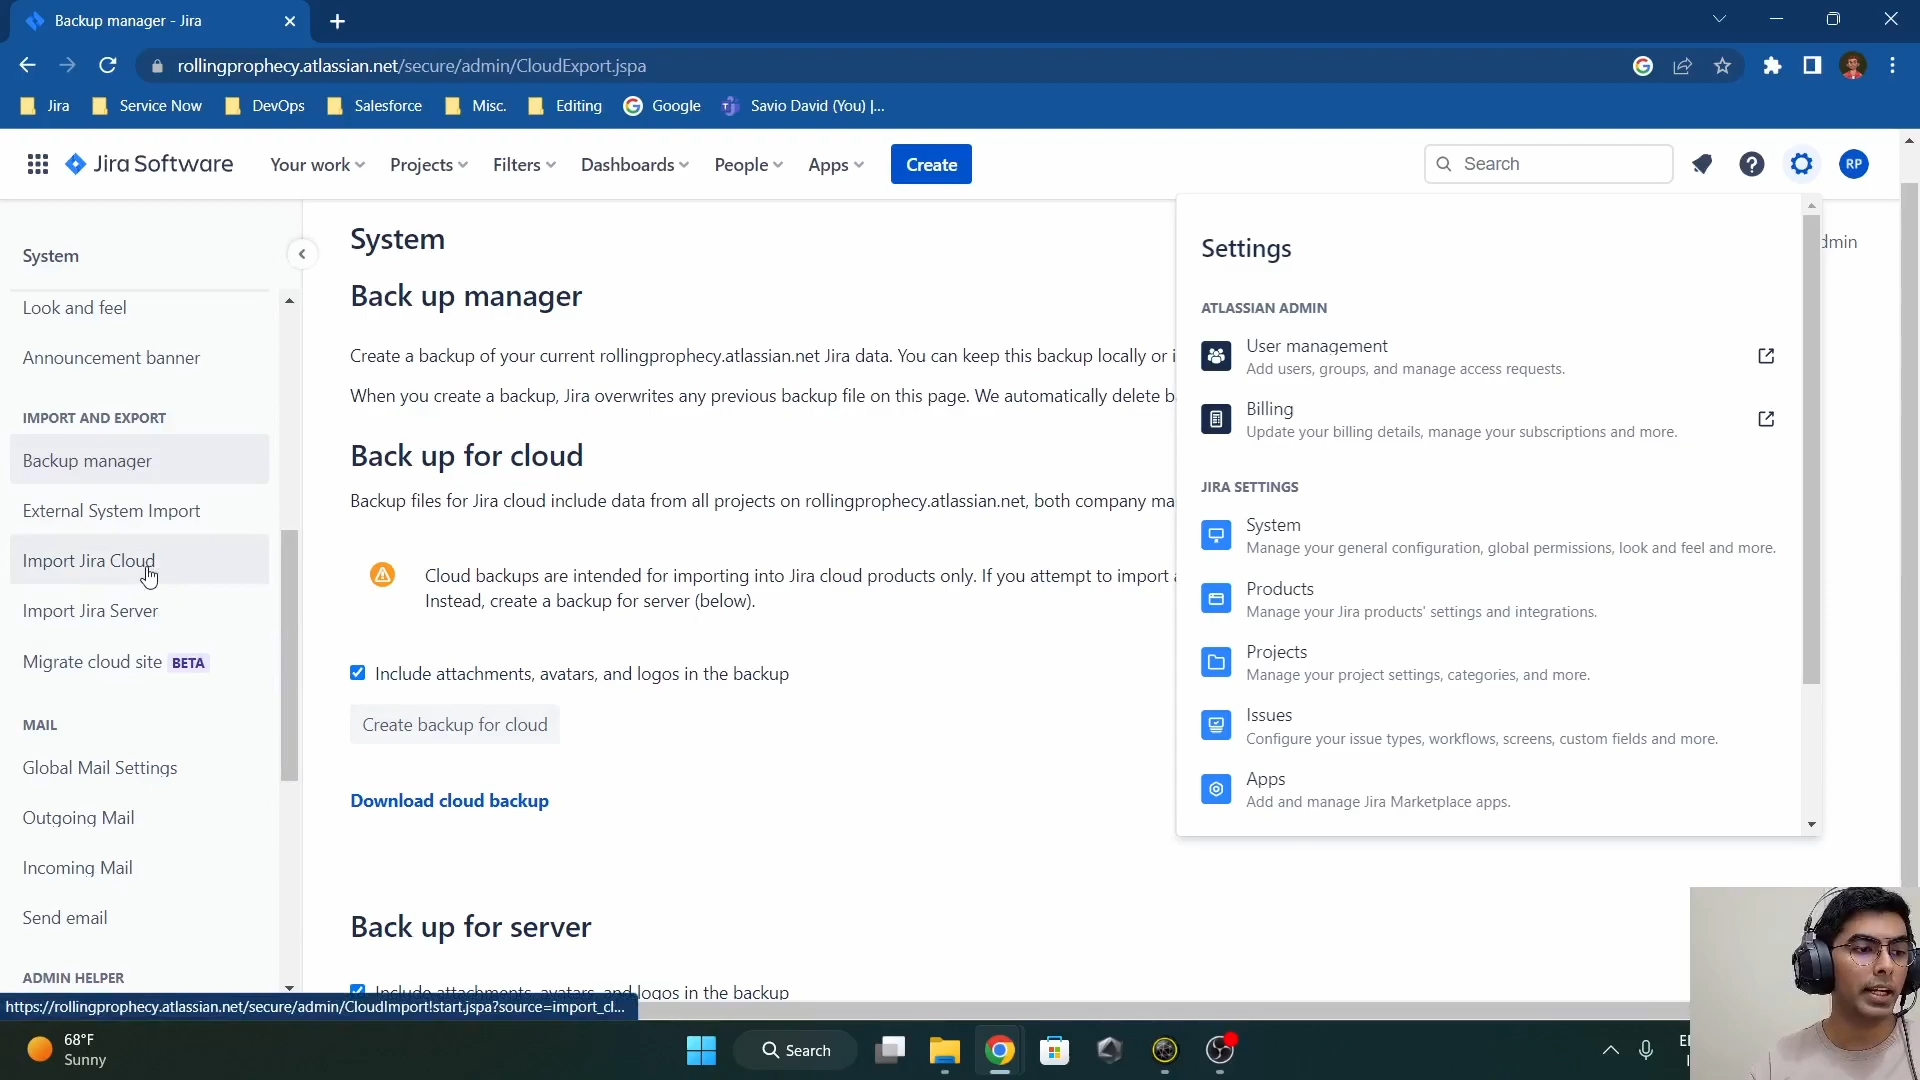 Backup manager - Jira
rollingprophecy.atlassian.net/secure/admin/CloudExport.jspa
Jira
Service Now
DevOps
Salesforce
Misc.
Editing
Google
Savio David (You) |...
Jira Software
Your work
Projects
Filters
Dashboards
People
Apps
Create
Search
RP
System
Look and feel
Announcement banner
IMPORT AND EXPORT
Backup manager
External System Import
Import Jira Cloud
Import Jira Server
Migrate cloud site BETA
MAIL
Global Mail Settings
Outgoing Mail
Incoming Mail
Send email
ADMIN HELPER
System
Back up manager
Create a backup of your current rollingprophecy.atlassian.net Jira data. You can keep this backup locally or i
When you create a backup, Jira overwrites any previous backup file on this page. We automatically delete b
Back up for cloud
Backup files for Jira cloud include data from all projects on rollingprophecy.atlassian.net, both company ma
Cloud backups are intended for importing into Jira cloud products only. If you attempt to import a
Instead, create a backup for server (below).
Include attachments, avatars, and logos in the backup
Create backup for cloud
Download cloud backup
Back up for server
Include attachments, avatars, and logos in the backup
dmin
Settings
ATLASSIAN ADMIN
User management
Add users, groups, and manage access requests.
Billing
Update your billing details, manage your subscriptions and more.
JIRA SETTINGS
System
Manage your general configuration, global permissions, look and feel and more.
Products
Manage your Jira products' settings and integrations.
Projects
Manage your project settings, categories, and more.
Issues
Configure your issue types, workflows, screens, custom fields and more.
Apps
Add and manage Jira Marketplace apps.
https://rollingprophecy.atlassian.net/secure/admin/CloudImport!start.jspa?source=import_cl...
68°F
Sunny
Search